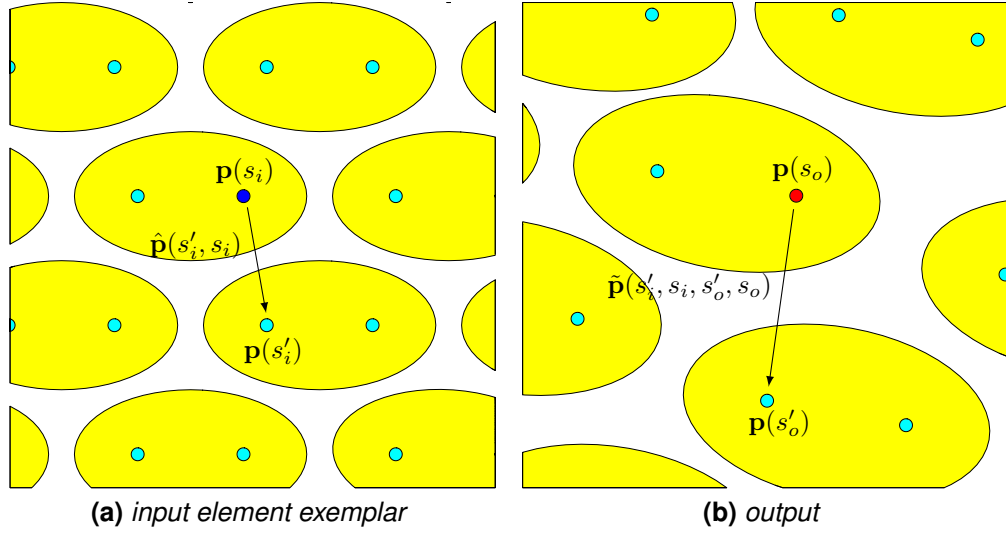 p(s_i)
p̂(s′_i, s_i)
p(s′_i)
p(s_o)
p̃(s′_i, s_i, s′_o, s_o)
p(s′_o)
(a) input element exemplar
(b) output